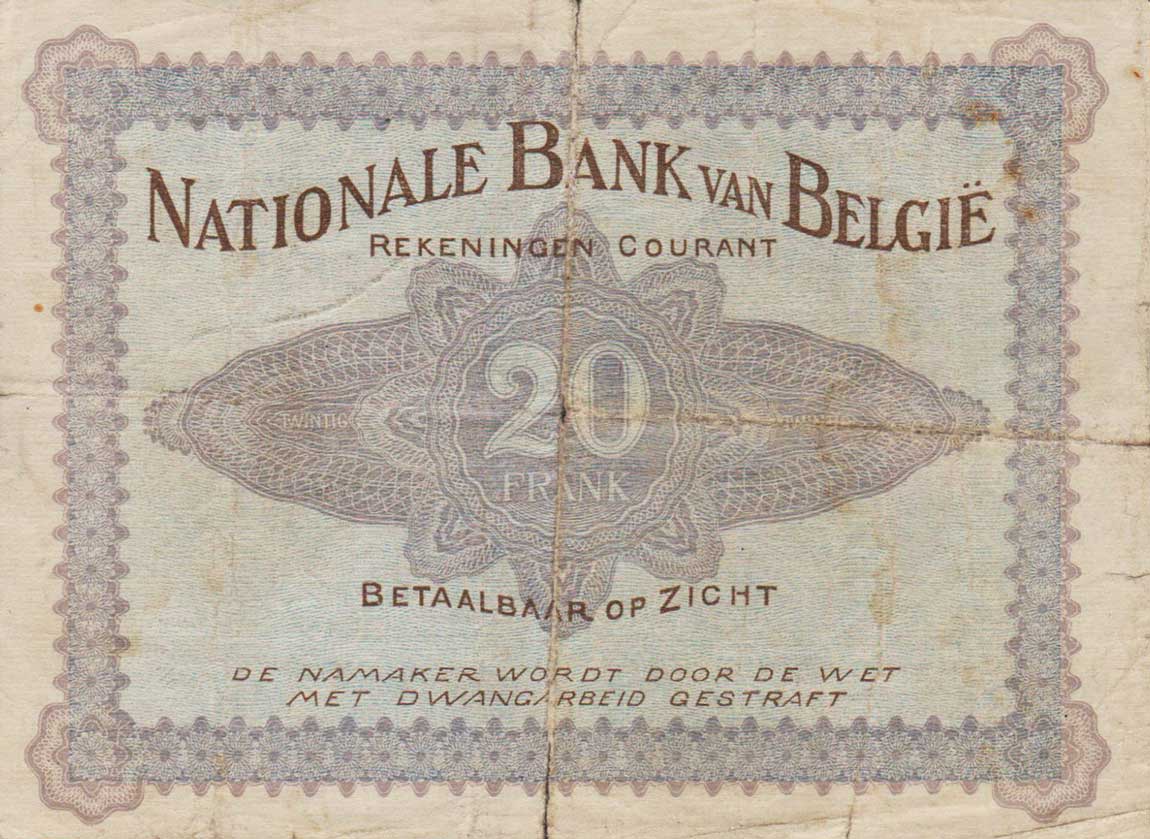 NATIONALE BANK VAN BELGIË
REKENINGEN COURANT
20
TWINTIG
FRANK
BETAALBAAR OP ZICHT
DE NAMAKER WORDT DOOR DE WET
MET DWANGARBEID GESTRAFT